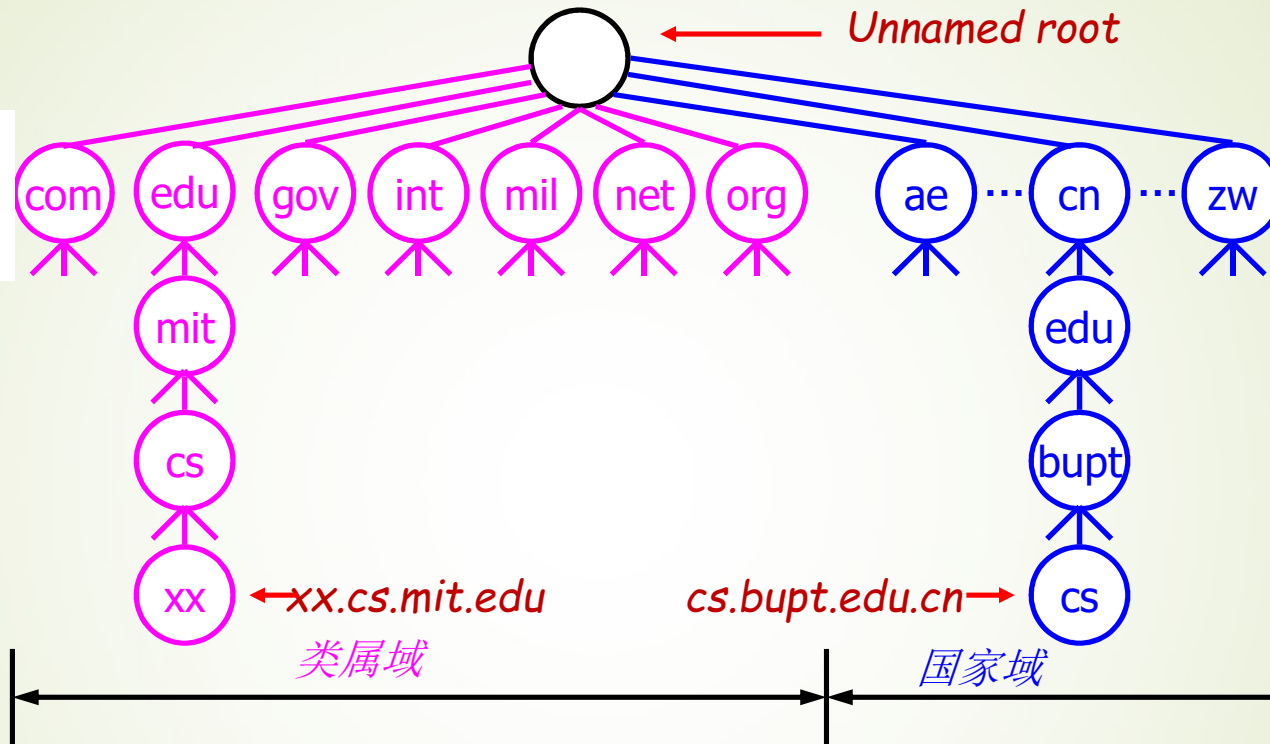 Unnamed root
com edu gov int mil net org ae ··· cn ··· zw
mit edu
cs bupt
xx xx.cs.mit.edu cs.bupt.edu.cn cs
类属域 国家域